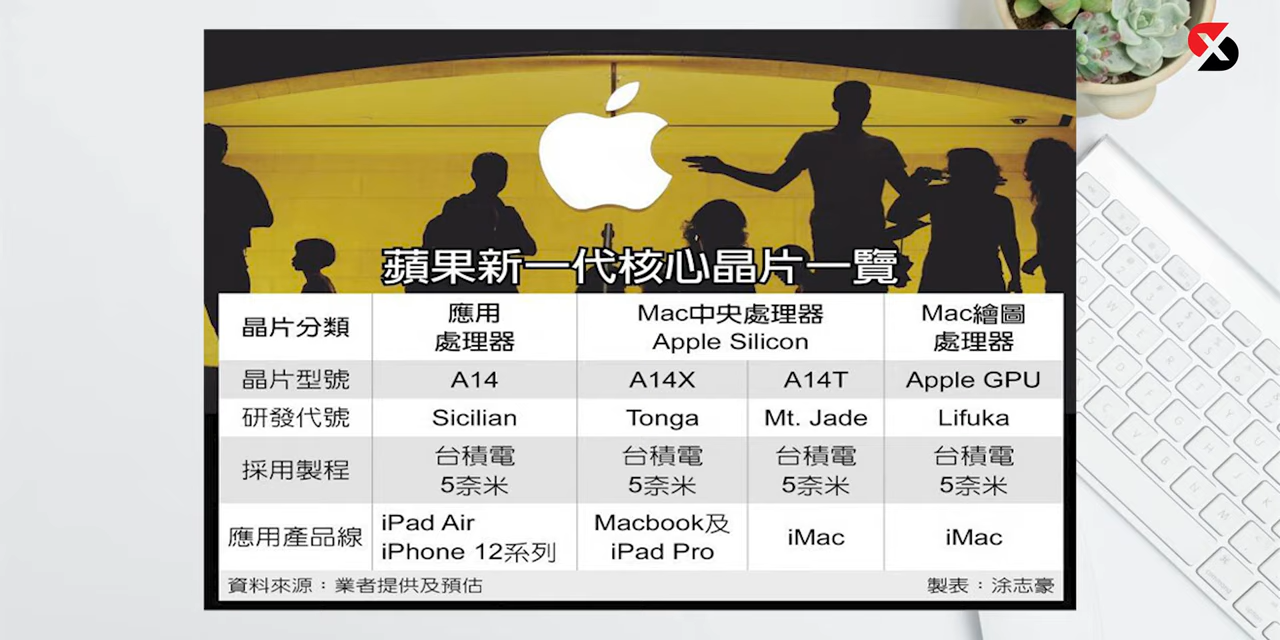 X
蘋果新一代核心晶片一覽
晶片分類 應用處理器 Mac中央處理器 Apple Silicon Mac繪圖處理器
晶片型號 A14 A14X A14T Apple GPU
研發代號 Sicilian Tonga Mt. Jade Lifuka
採用製程 台積電5奈米 台積電5奈米 台積電5奈米 台積電5奈米
應用產品線 iPad Air iPhone 12系列 Macbook及iPad Pro iMac iMac
資料來源：業者提供及預估 製表：涂志豪